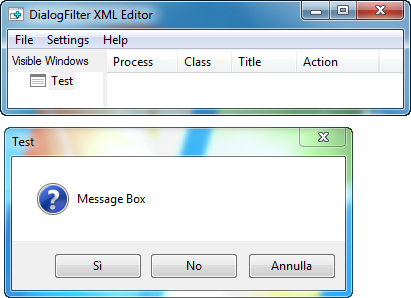 DialogFilter XML Editor
File Settings Help
Visible Windows Process Class Title Action
Test
Test
Message Box
Sì No Annulla